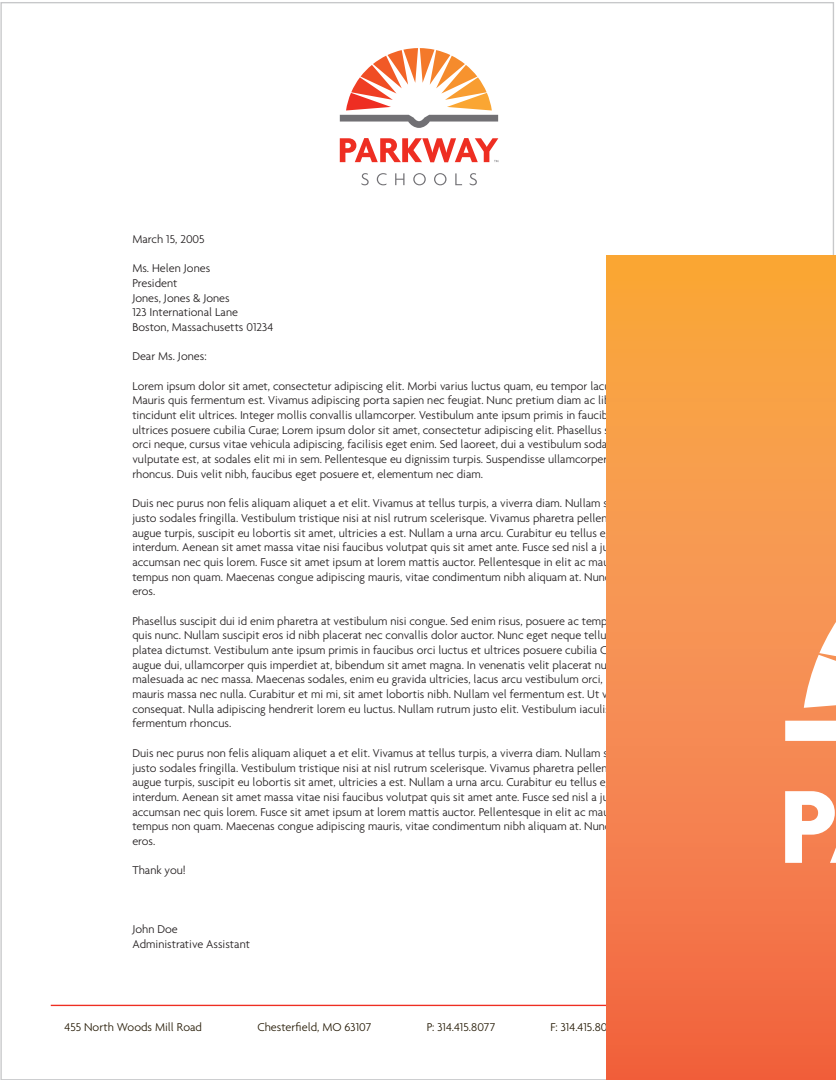 PARKWAY
SCHOOLS
March 15, 2005
Ms. Helen Jones
President
Jones, Jones & Jones
123 International Lane
Boston, Massachusetts 01234
Dear Ms. Jones:
Lorem ipsum dolor sit amet, consectetur adipiscing elit. Morbi varius luctus quam, eu tempor
Mauris quis fermentum est. Vivamus adipiscing porta sapien nec feugiat. Nunc pretium diam ac
tincidunt elit ultrices. Integer mollis convallis ullamcorper. Vestibulum ante ipsum primis in
ultrices posuere cubilia Curae; Lorem ipsum dolor sit amet, consectetur adipiscing elit. Phasellus
orci neque, cursus vitae vehicula adipiscing, facilisis eget enim. Sed laoreet, dui a vestibulum
vulputate est, at sodales elit mi in sem. Pellentesque eu dignissim turpis. Suspendisse ullamcorper
rhoncus. Duis velit nibh, faucibus eget posuere et, elementum nec diam.
Duis nec purus non felis aliquam aliquet a et elit. Vivamus at tellus turpis, a viverra diam. Nullam
justo sodales fringilla. Vestibulum tristique nisi at nisl rutrum scelerisque. Vivamus pharetra
augue turpis, suscipit eu lobortis sit amet, ultricies a est. Nullam a urna arcu. Curabitur eu tellus
interdum. Aenean sit amet massa vitae nisi faucibus volutpat quis sit amet ante. Fusce sed nisl a
accumsan nec quis lorem. Fusce sit amet ipsum at lorem mattis auctor. Pellentesque in elit ac
tempus non quam. Maecenas congue adipiscing mauris, vitae condimentum nibh aliquam at.
eros.
Phasellus suscipit dui id enim pharetra at vestibulum nisi congue. Sed enim risus, posuere ac
quis nunc. Nullam suscipit eros id nibh placerat nec convallis dolor auctor. Nunc eget neque
platea dictumst. Vestibulum ante ipsum primis in faucibus orci luctus et ultrices posuere cubilia
augue dui, ullamcorper quis imperdiet at, bibendum sit amet magna. In venenatis velit placerat
malesuada ac nec massa. Maecenas sodales, enim eu gravida ultricies, lacus arcu vestibulum orci,
mauris massa nec nulla. Curabitur et mi mi, sit amet lobortis nibh. Nullam vel fermentum est. Ut
consequat. Nulla adipiscing hendrerit lorem eu luctus. Nullam rutrum justo elit. Vestibulum
fermentum rhoncus.
Duis nec purus non felis aliquam aliquet a et elit. Vivamus at tellus turpis, a viverra diam. Nullam
justo sodales fringilla. Vestibulum tristique nisi at nisl rutrum scelerisque. Vivamus pharetra
augue turpis, suscipit eu lobortis sit amet, ultricies a est. Nullam a urna arcu. Curabitur eu tellus
interdum. Aenean sit amet massa vitae nisi faucibus volutpat quis sit amet ante. Fusce sed nisl a
accumsan nec quis lorem. Fusce sit amet ipsum at lorem mattis auctor. Pellentesque in elit ac
tempus non quam. Maecenas congue adipiscing mauris, vitae condimentum nibh aliquam at.
eros.
Thank you!
John Doe
Administrative Assistant
455 North Woods Mill Road Chesterfield, MO 63107 P: 314.415.8077 F: